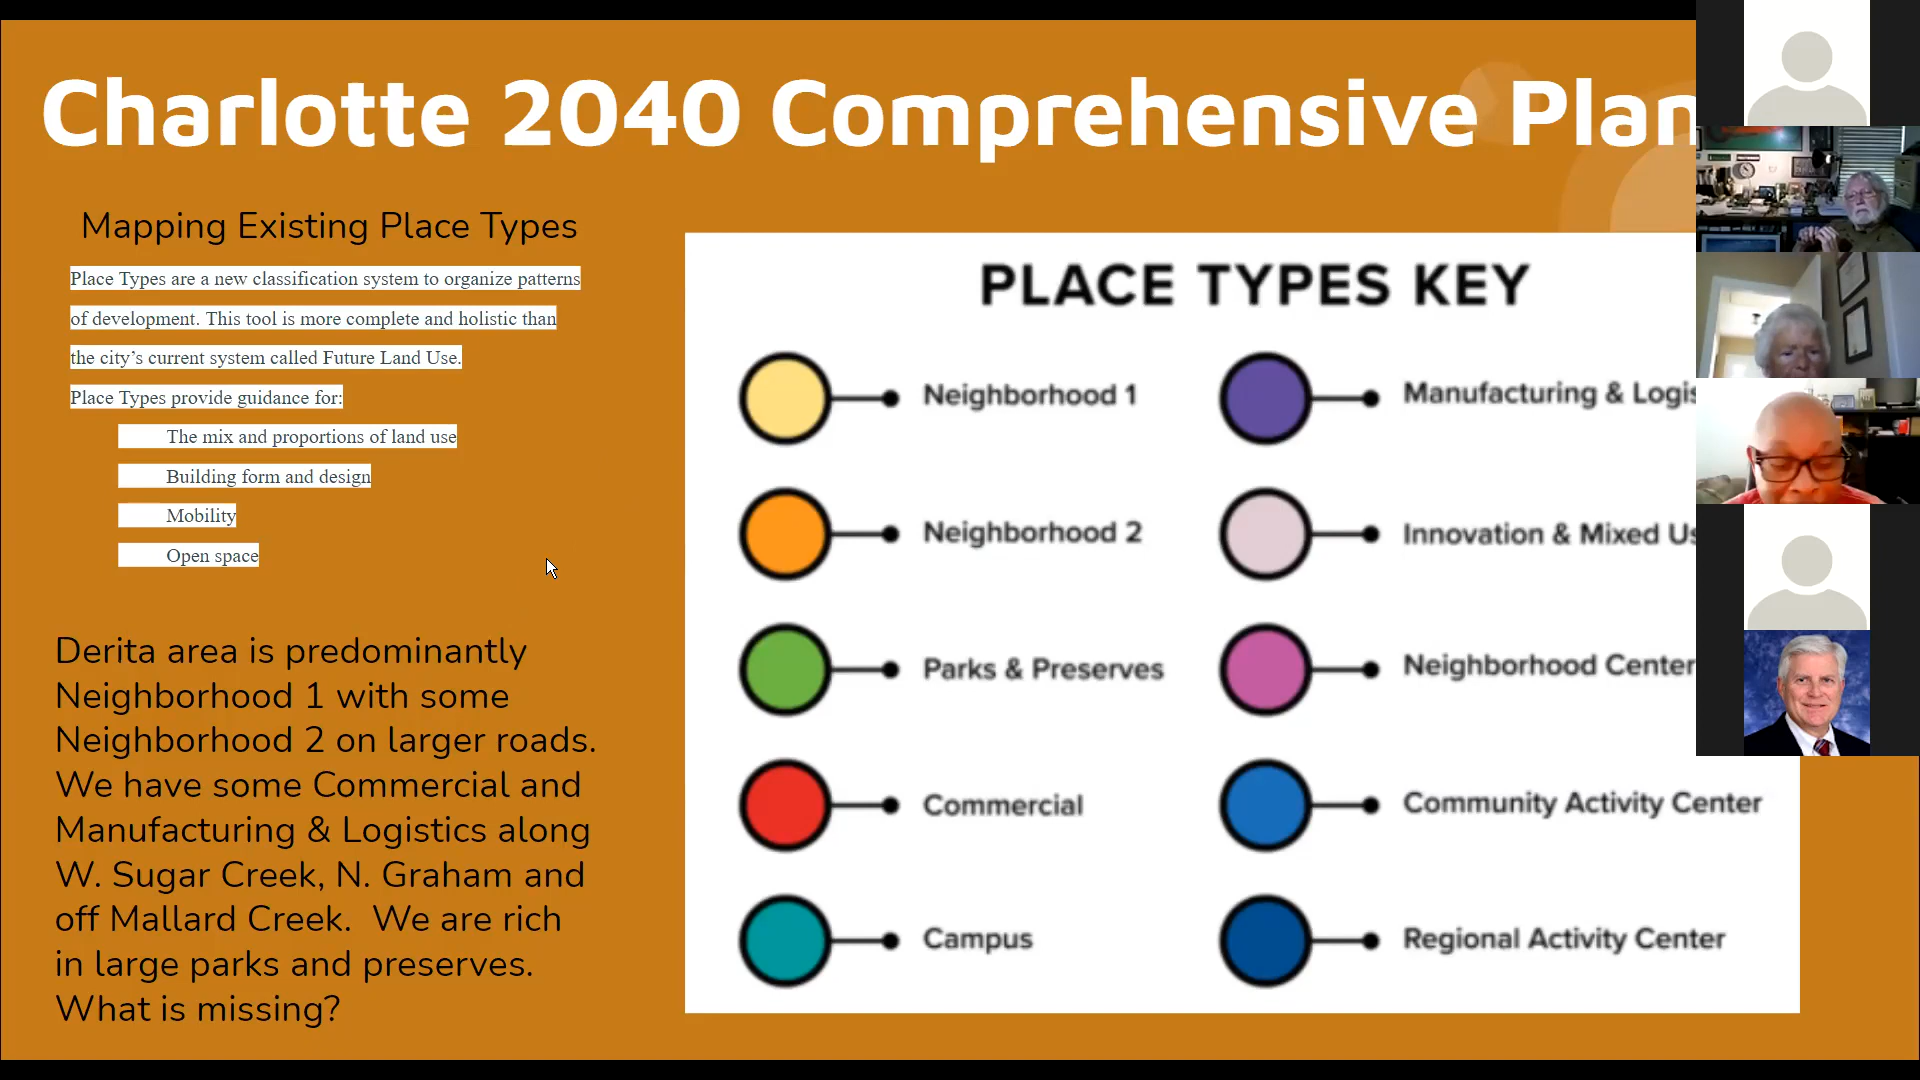 Charlotte 2040 Comprehensive Plan
Mapping Existing Place Types
Place Types are a new classification system to organize patterns
of development. This tool is more complete and holistic than
the city’s current system called Future Land Use.
Place Types provide guidance for:
The mix and proportions of land use
Building form and design
Mobility
Open space
Derita area is predominantly
Neighborhood 1 with some
Neighborhood 2 on larger roads.
We have some Commercial and
Manufacturing & Logistics along
W. Sugar Creek, N. Graham and
off Mallard Creek.  We are rich
in large parks and preserves.
What is missing?
PLACE TYPES KEY
Neighborhood 1
Neighborhood 2
Parks & Preserves
Commercial
Campus
Manufacturing & Logis
Innovation & Mixed Us
Neighborhood Center
Community Activity Center
Regional Activity Center